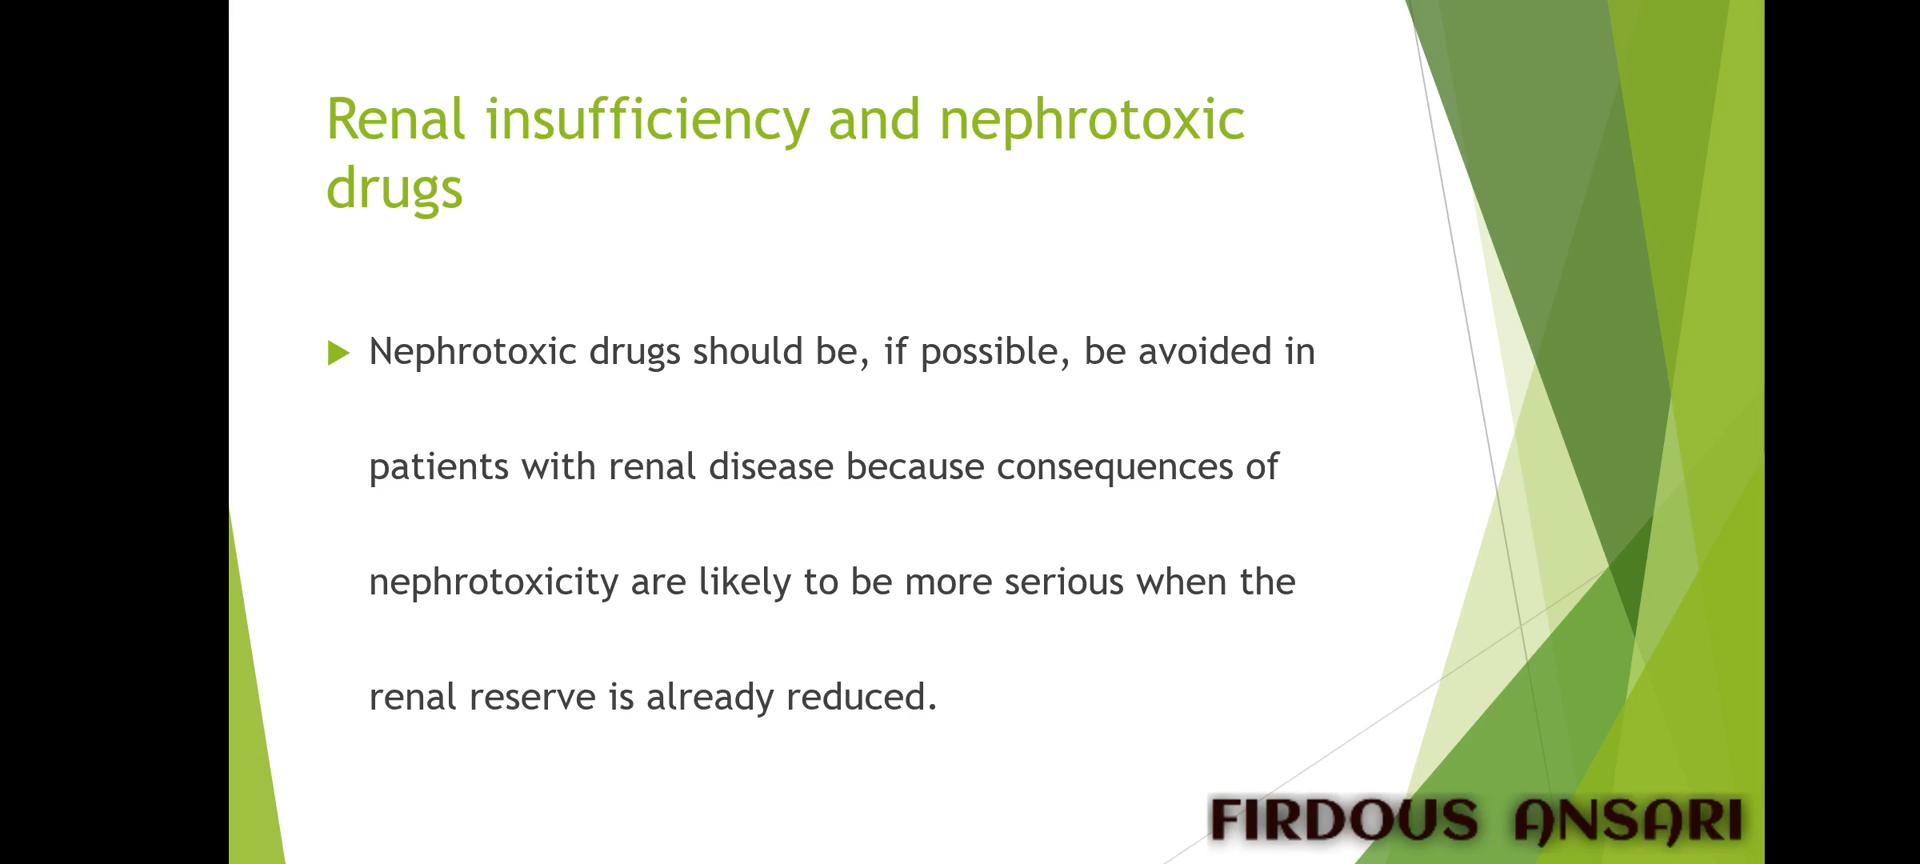 Renal insufficiency and nephrotoxic
drugs
Nephrotoxic drugs should be, if possible, be avoided in
patients with renal disease because consequences of
nephrotoxicity are likely to be more serious when the
renal reserve is already reduced.
FIRDOUS ANSARI